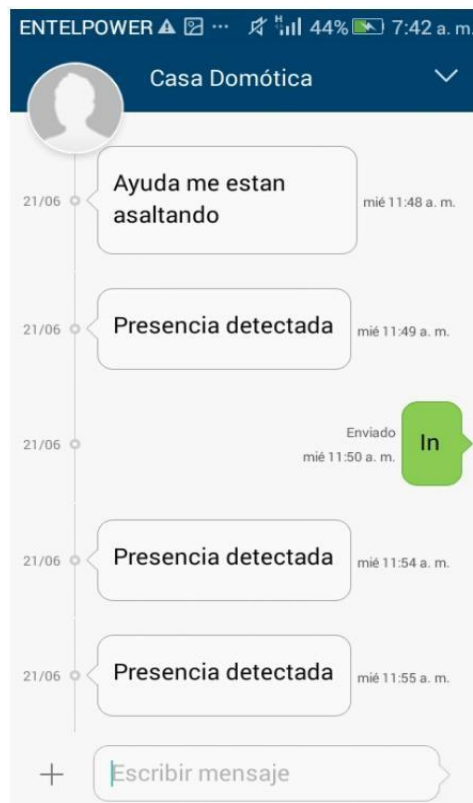 ENTELPOWER ... H 44% 7:42 a. m.
Casa Domótica
21/06
Ayuda me estan
asaltando
mié 11:48 a. m.
21/06
Presencia detectada
mié 11:49 a. m.
21/06
Enviado
mié 11:50 a. m.
In
21/06
Presencia detectada
mié 11:54 a. m.
21/06
Presencia detectada
mié 11:55 a. m.
+
Escribir mensaje